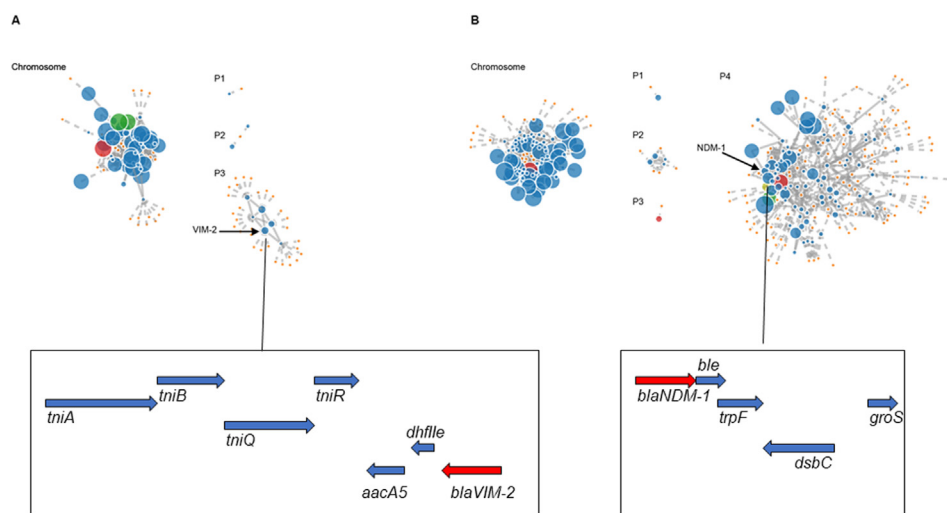 A
B
Chromosome
P1
P2
P3
VIM-2
Chromosome
P1
P4
P2
NDM-1
P3
tniB
tniR
tniA
tniQ
dhfIIe
aacA5
blaVIM-2
ble
blaNDM-1
trpF
groS
dsbC